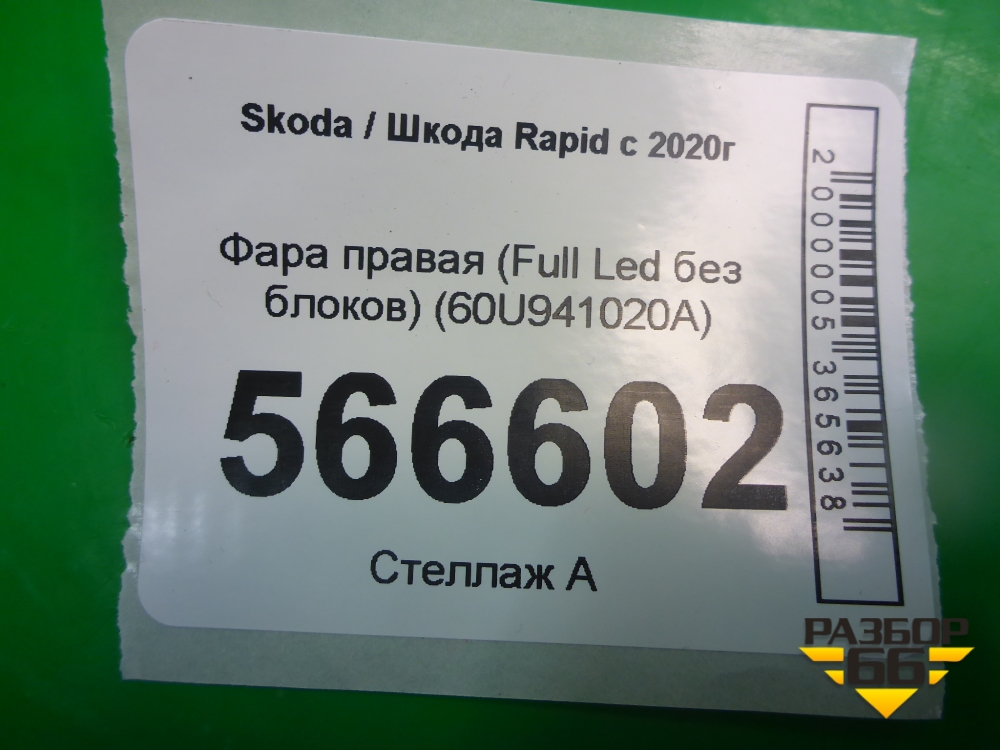 Skoda / Шкода Rapid с 2020г
Фара правая (Full Led без
блоков) (60U941020A)
566602
Стеллаж А
2000005365638
РАЗБОР
66